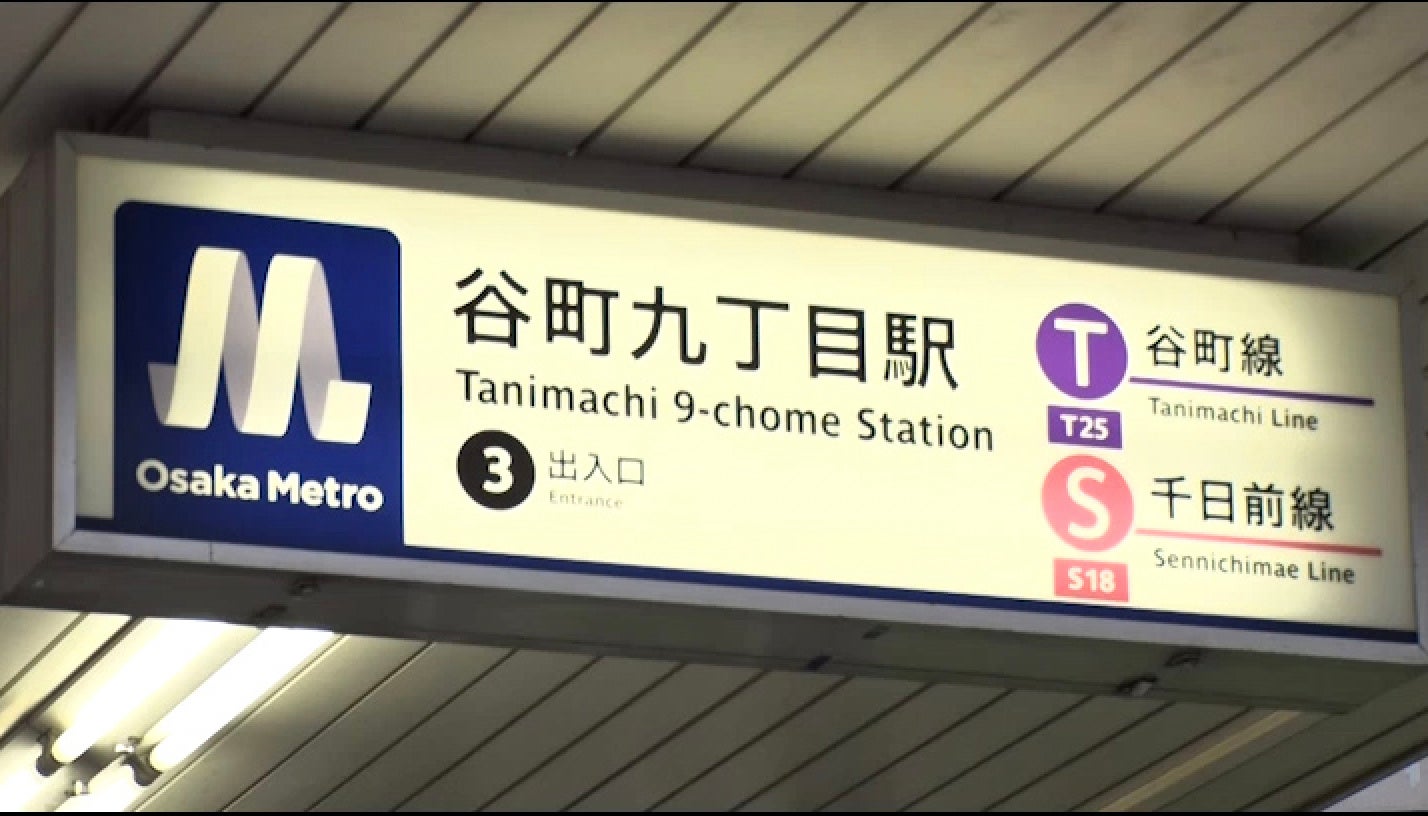 Osaka Metro
谷町九丁目駅
Tanimachi 9-chome Station
3 出入口
Entrance
T 谷町線
Tanimachi Line
T25
S 千日前線
Sennichimae Line
S18